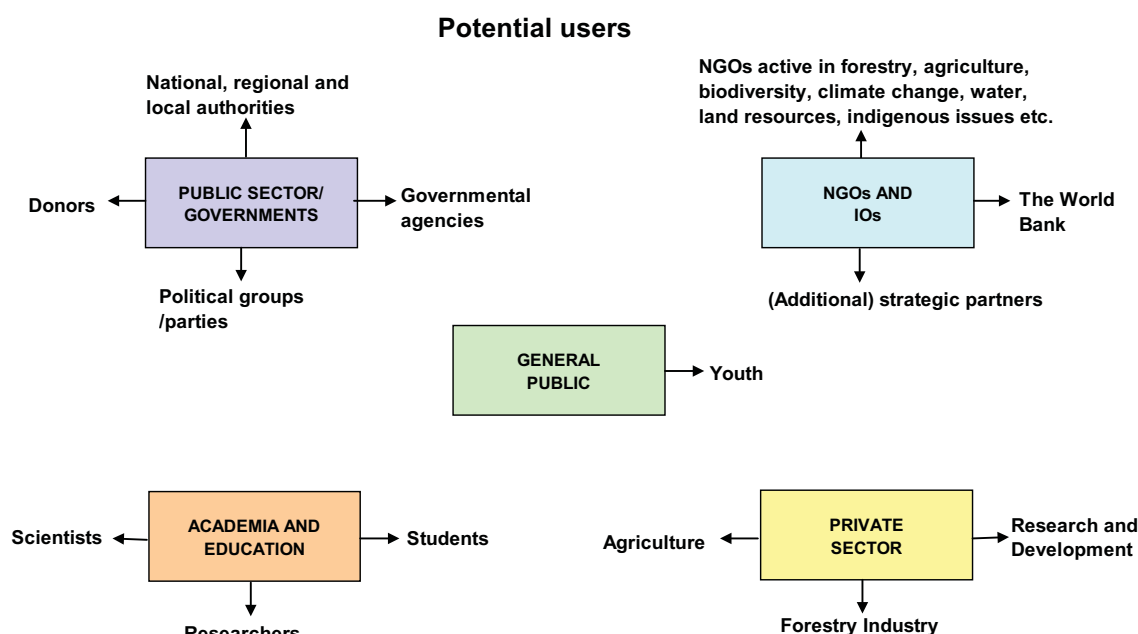 Potential users
National, regional and
local authorities
NGOs active in forestry, agriculture,
biodiversity, climate change, water,
land resources, indigenous issues etc.
Donors
PUBLIC SECTOR/
GOVERNMENTS
Governmental
agencies
NGOs AND
IOs
The World
Bank
Political groups
/parties
(Additional) strategic partners
GENERAL
PUBLIC
Youth
Scientists
ACADEMIA AND
EDUCATION
Students
Agriculture
PRIVATE
SECTOR
Research and
Development
Researchers
Forestry Industry